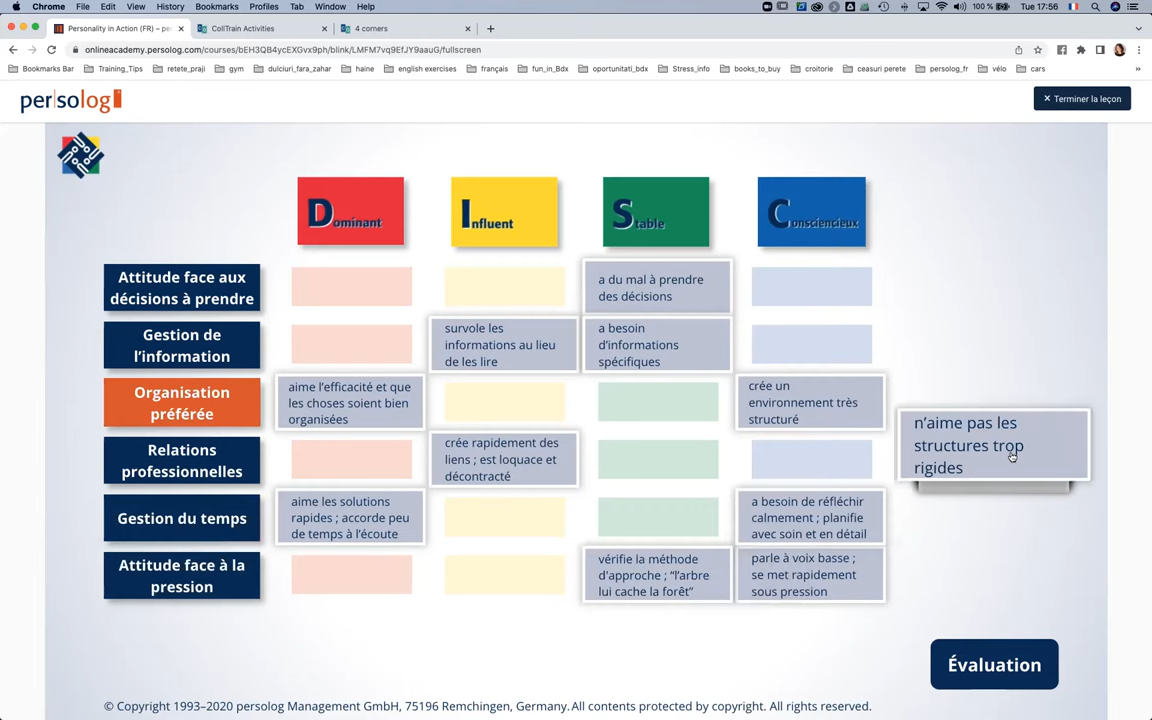 Chrome File Edit View History Bookmarks Profiles Tab Window Help
100 % Tue 17:56
Personality in Action (FR) – pe
CollTrain Activities
4 corners
onlineacademy.persolog.com/courses/bEH3QB4ycEXGvx9ph/blink/LMFM7vq9EfJY9aauG/fullscreen
Bookmarks Bar Training_Tips retete_praji gym dulciuri_fara_zahar haine english exercises français fun_in_Bdx oportunitati_bdx Stress_info books_to_buy croitorie ceasuri perete persolog_fr vélo cars
persolog
× Terminer la leçon
Dominant
Influent
Stable
Consciencieux
Attitude face aux
décisions à prendre
a du mal à prendre
des décisions
Gestion de
l’information
survole les
informations au lieu
de les lire
a besoin
d’informations
spécifiques
Organisation
préférée
aime l’efficacité et que
les choses soient bien
organisées
crée un
environnement très
structuré
n’aime pas les
structures trop
rigides
Relations
professionnelles
crée rapidement des
liens ; est loquace et
décontracté
Gestion du temps
aime les solutions
rapides ; accorde peu
de temps à l’écoute
a besoin de réfléchir
calmement ; planifie
avec soin et en détail
Attitude face à la
pression
vérifie la méthode
d'approche ; “l’arbre
lui cache la forêt”
parle à voix basse ;
se met rapidement
sous pression
Évaluation
© Copyright 1993–2020 persolog Management GmbH, 75196 Remchingen, Germany. All contents protected by copyright. All rights reserved.